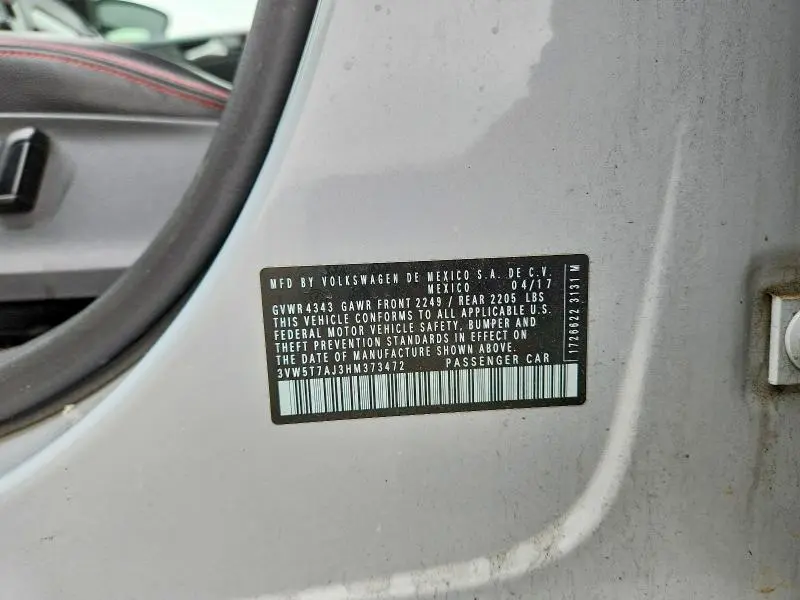 MFD BY VOLKSWAGEN DE MEXICO S.A. DE C.V.
MEXICO 04/17
GVWR 4343 GAWR FRONT 2249 / REAR 2205 LBS
THIS VEHICLE CONFORMS TO ALL APPLICABLE U.S.
FEDERAL MOTOR VEHICLE SAFETY, BUMPER AND
THEFT PREVENTION STANDARDS IN EFFECT ON
THE DATE OF MANUFACTURE SHOWN ABOVE.
3VW5T7AJ3HM373472 PASSENGER CAR
1726622 3131 M